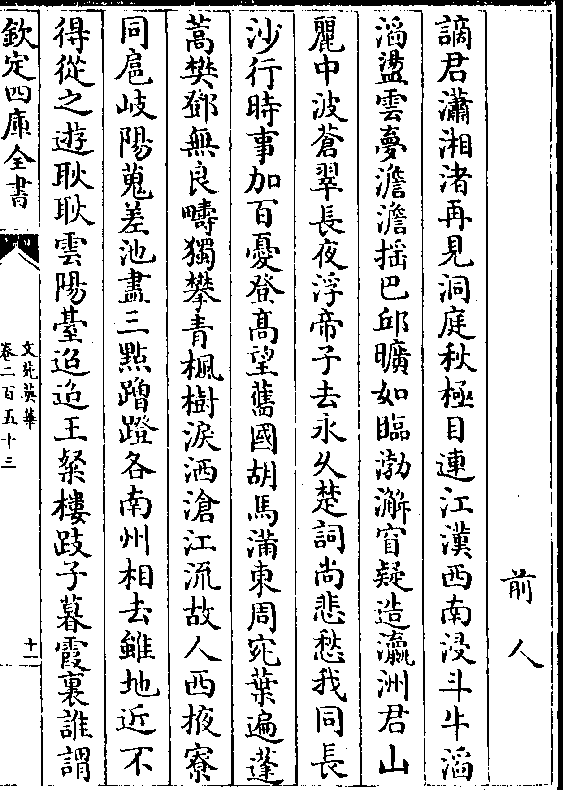 前人
謫君瀟湘渚再見洞庭秋極目連江漢西南浸斗牛滔
滔盪雲夢澹澹揺巴邱曠如臨渤澥窅疑造瀛洲君山
麗中波蒼翠長夜浮帝子去永久楚詞尚悲愁我同長
沙行時事加百憂登髙望舊國胡馬滿東周宛葉遍蓬
蒿樊鄧無良疇獨攀青楓樹淚洒滄江流故人西掖寮
同扈岐陽蒐差池盡三點蹭蹬各南州相去雖地近不
得從之遊耿耿雲陽臺迢迢王粲樓跂予暮霞裏誰謂
欽定四庫全書
文苑英華
卷二百五十三
十一